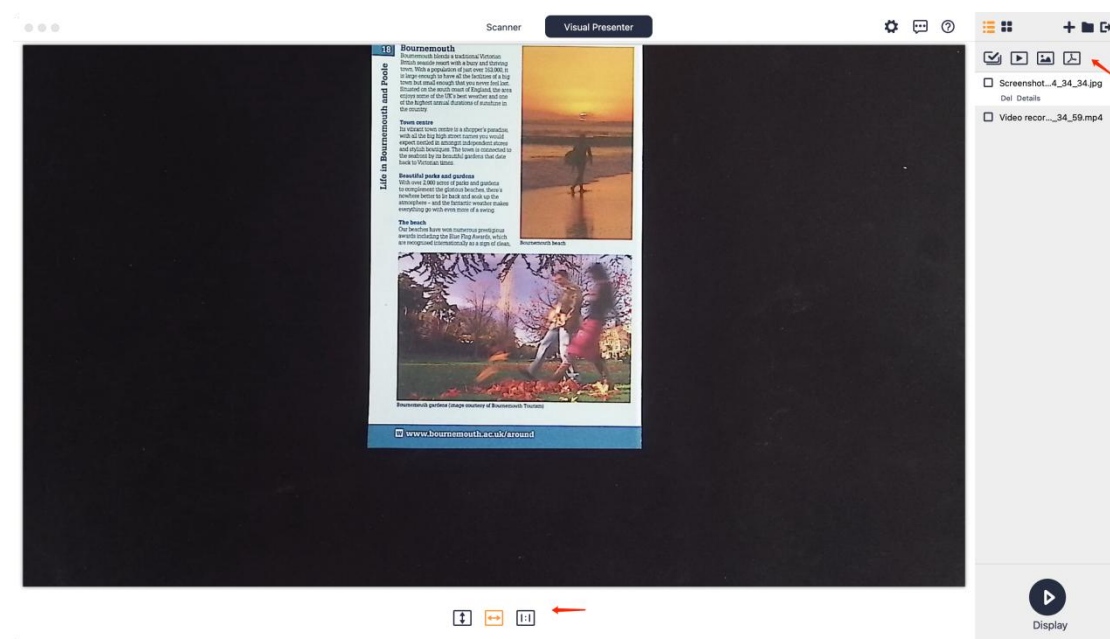 Scanner
Visual Presenter
18
Life in Bournemouth and Poole
Bournemouth
Bournemouth blends a traditional Victorian
British seaside resort with a busy and thriving
town. With a population of just over 163,000, it
is large enough to have all the facilities of a big
town but small enough that you never feel lost.
Situated on the south coast of England, the area
enjoys some of the UK's best weather and one
of the highest annual durations of sunshine in
the country.
Town centre
Its vibrant town centre is a shopper's paradise,
with all the big high street names you would
expect nestled in amongst independent stores
and stylish boutiques. The town is connected to
the seafront by its beautiful gardens that date
back to Victorian times.
Beautiful parks and gardens
With over 2,000 acres of parks and gardens
to complement the glorious beaches, there's
nowhere better to lie back and soak up the
atmosphere – and the fantastic weather makes
everything go with even more of a swing.
The beach
Our beaches have won numerous prestigious
awards including the Blue Flag Awards, which
are recognised internationally as a sign of clean,
Bournemouth beach
Bournemouth gardens (image courtesy of Bournemouth Tourism)
W www.bournemouth.ac.uk/around
1:1
Screenshot...4_34_34.jpg
Del Details
Video recor..._34_59.mp4
Display